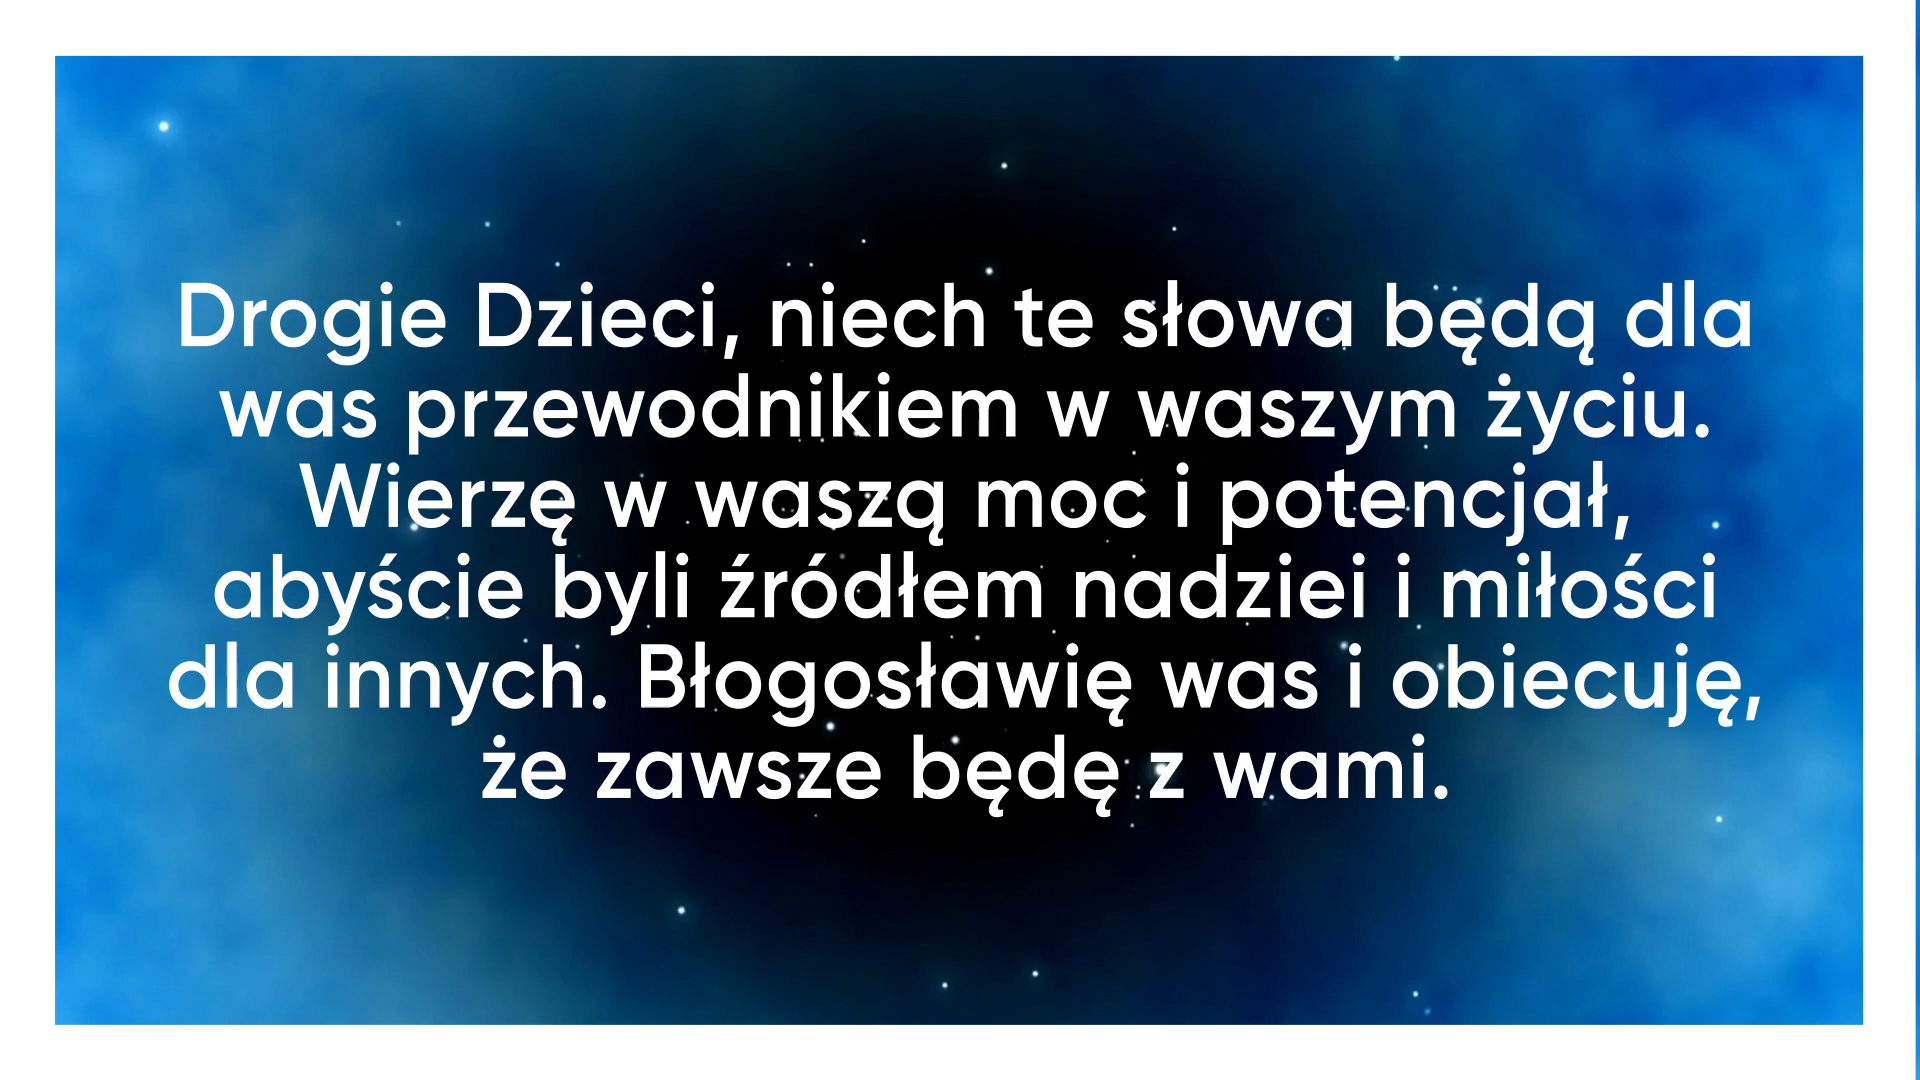 Drogie Dzieci, niech te słowa będą dla
was przewodnikiem w waszym życiu.
Wierzę w waszą moc i potencjał,
abyście byli źródłem nadziei i miłości
dla innych. Błogosławię was i obiecuję,
że zawsze będę z wami.